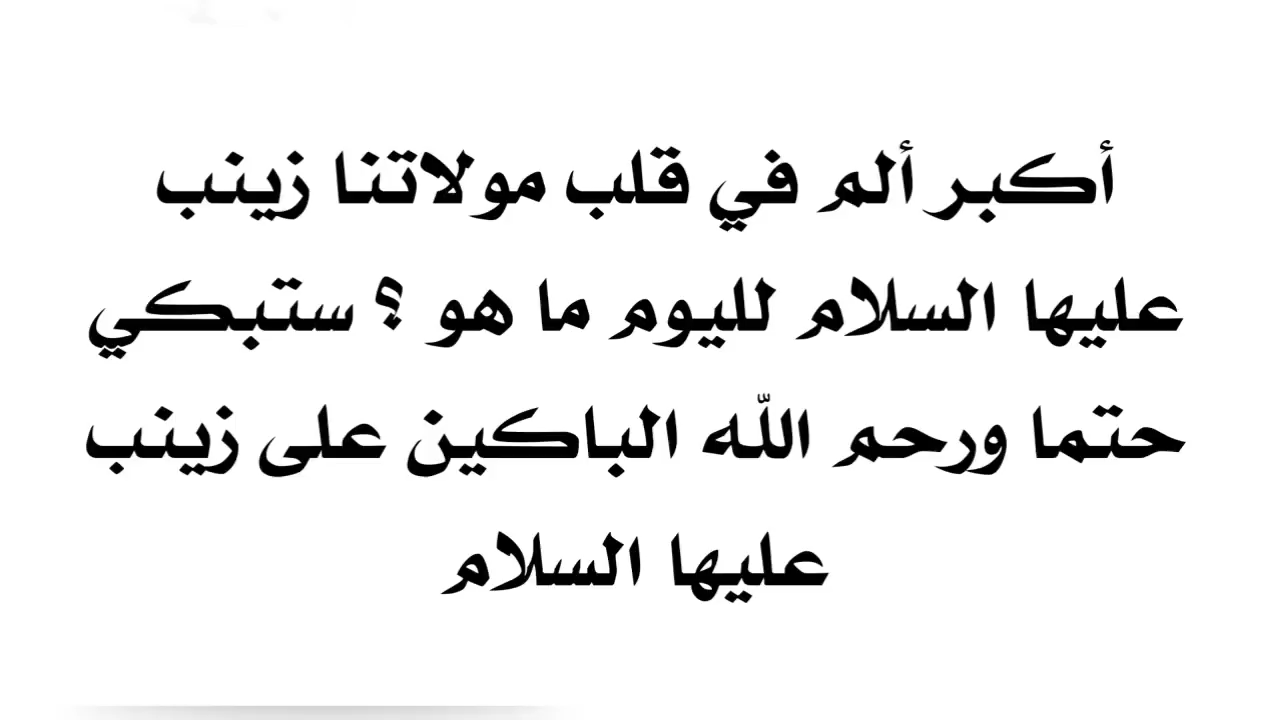 أكبر ألم في قلب مولاتنا زينب
عليها السلام لليوم ما هو ؟ ستبكي
حتما ورحم الله الباكين على زينب
عليها السلام